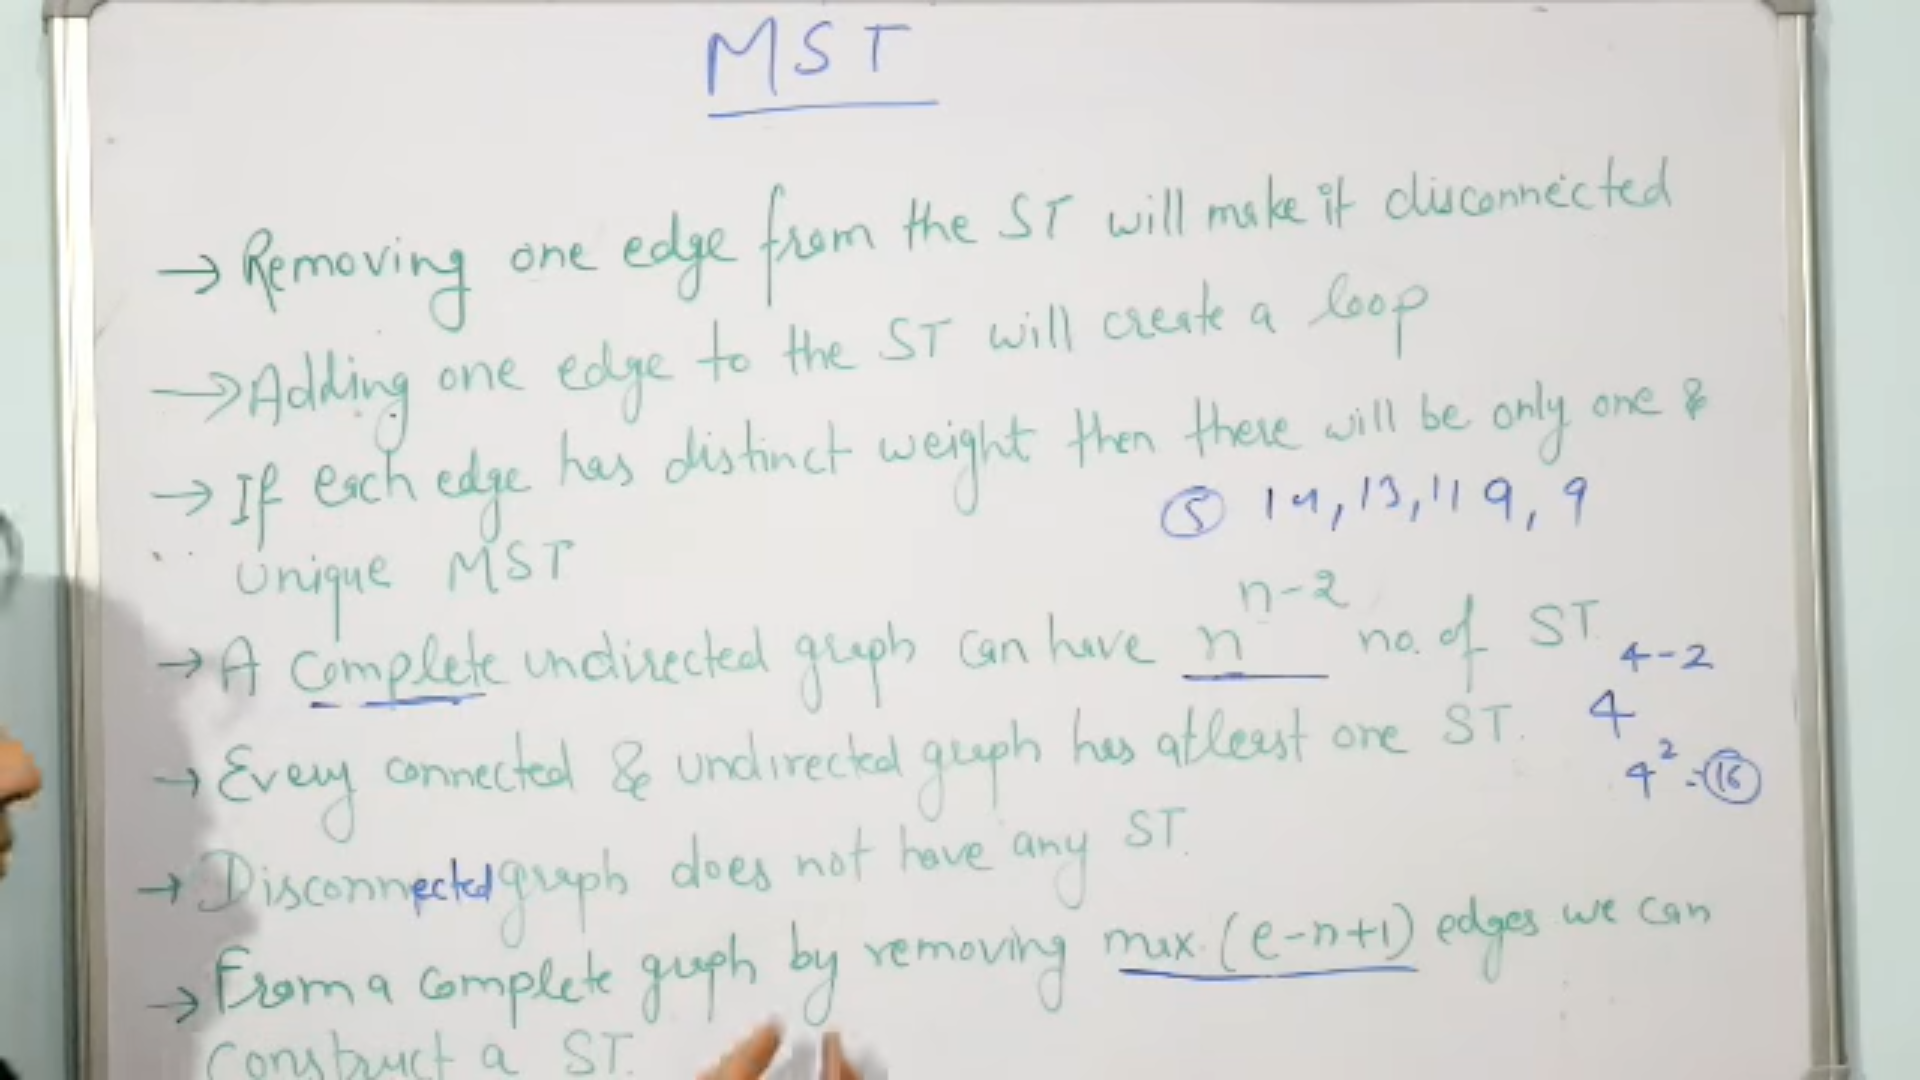 MST
→ Removing one edge from the ST will make it disconnected
→ Adding one edge to the ST will create a loop
→ If each edge has distinct weight then there will be only one &
(5) 14, 13, 11 9, 9
unique MST
→ A complete undirected graph can have n^(n-2) no. of ST
4^(4-2)
→ Every connected & undirected graph has atleast one ST.
4^2 = (16)
→ Disconnected graph does not have any ST.
→ From a complete graph by removing max. (e-n+1) edges we can
construct a ST.